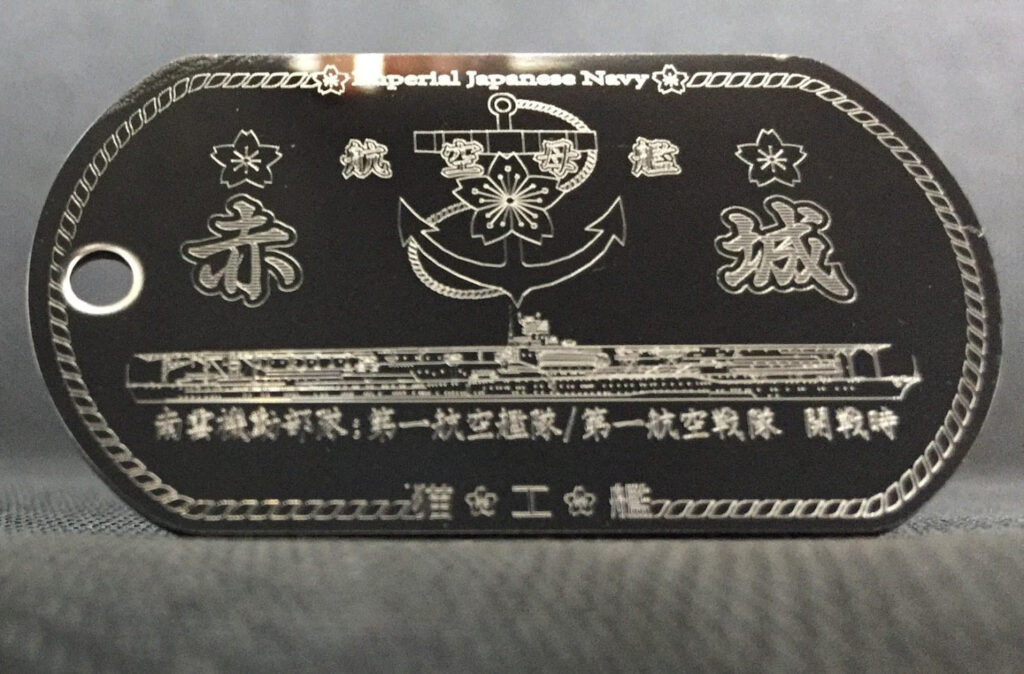 Imperial Japanese Navy
航空母艦
赤城
南雲機動部隊:第一航空艦隊/第一航空戦隊 開戦時
工艦